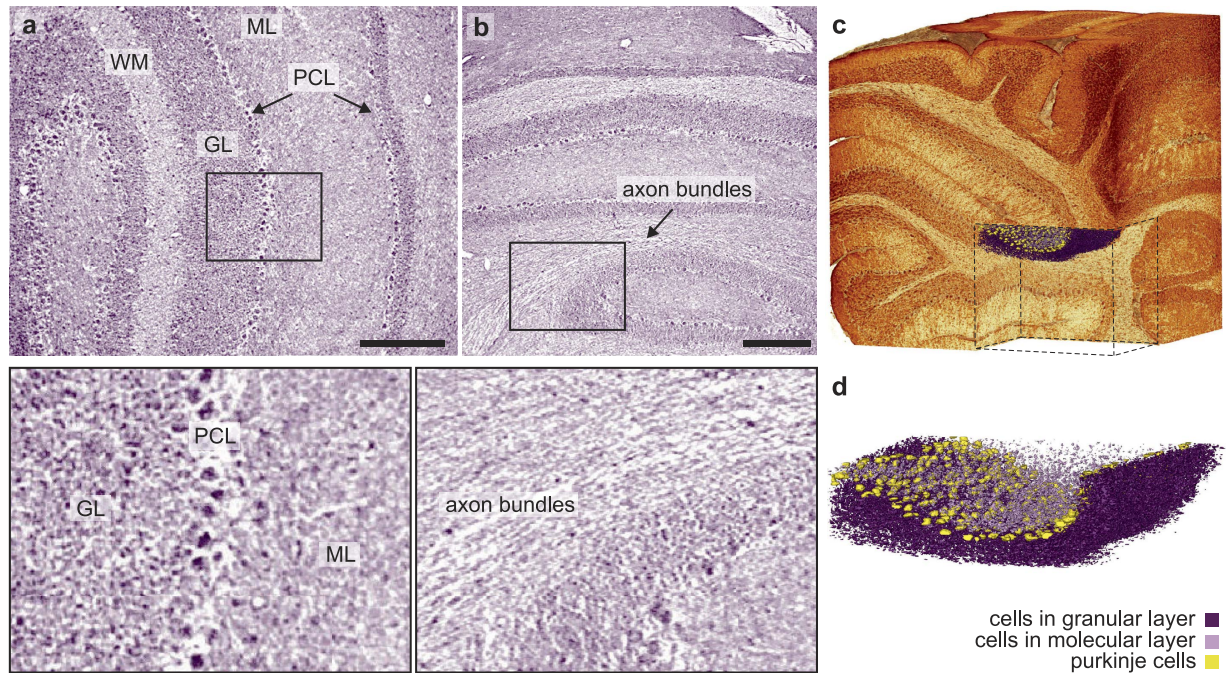 a
ML
WM
PCL
GL
b
axon bundles
c
PCL
GL
ML
axon bundles
d
cells in granular layer
cells in molecular layer
purkinje cells